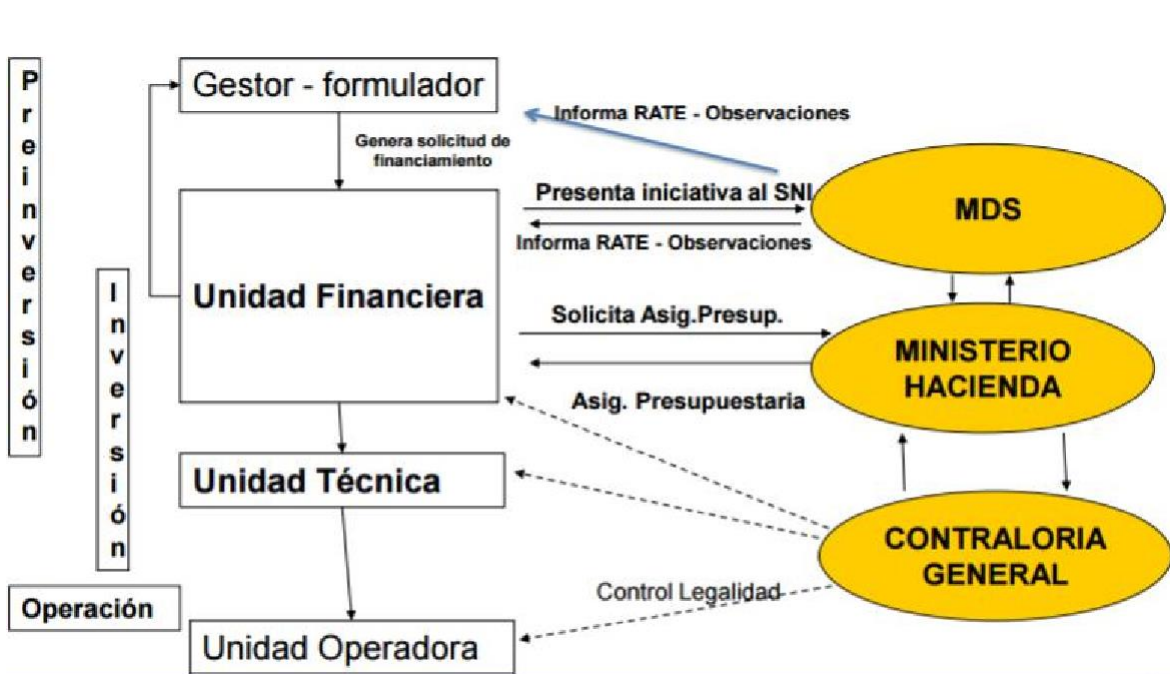 Preinversión
Gestor - formulador
Informa RATE - Observaciones
Genera solicitud de
financiamiento
Presenta iniciativa al SNI
MDS
Informa RATE - Observaciones
Inversión
Unidad Financiera
Solicita Asig.Presup.
MINISTERIO
HACIENDA
Asig. Presupuestaria
Unidad Técnica
CONTRALORIA
GENERAL
Control Legalidad
Operación
Unidad Operadora